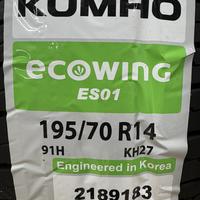 KUMHO
ecowing
ES01
195/70 R14
91H KH27
Engineered in Korea
2189183